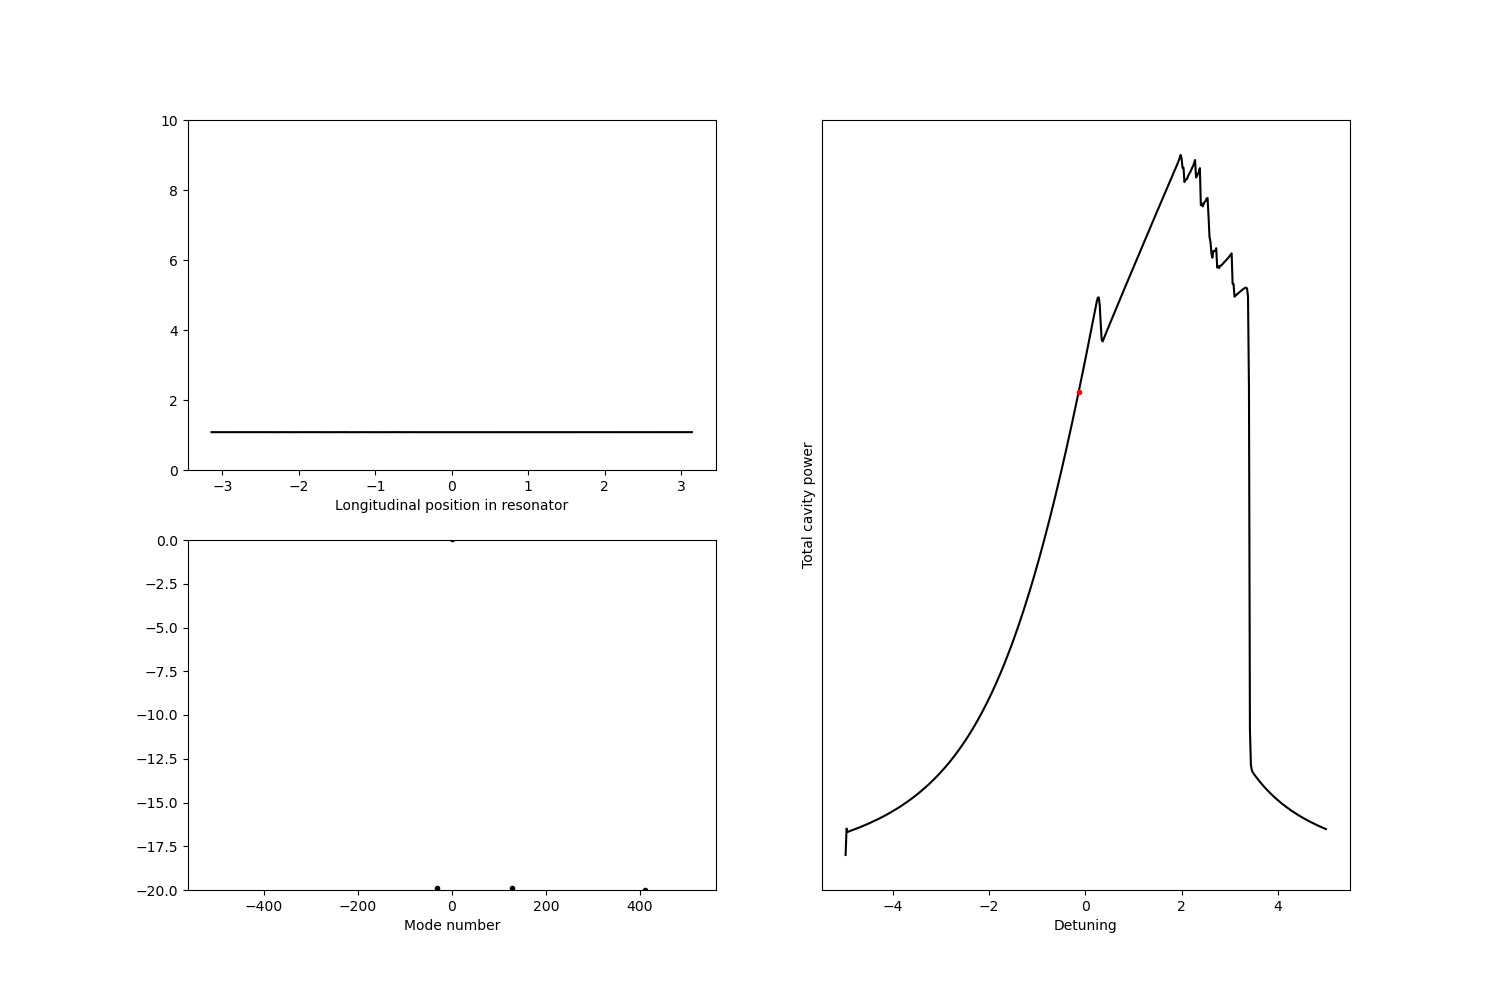 10
8
6
4
2
0
−3 −2 −1 0 1 2 3
Longitudinal position in resonator
0.0
−2.5
−5.0
−7.5
−10.0
−12.5
−15.0
−17.5
−20.0
−400 −200 0 200 400
Mode number
Total cavity power
−4 −2 0 2 4
Detuning